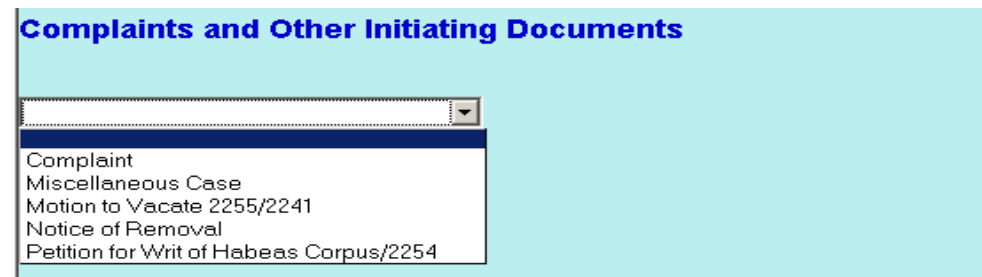 Complaints and Other Initiating Documents
Complaint
Miscellaneous Case
Motion to Vacate 2255/2241
Notice of Removal
Petition for Writ of Habeas Corpus/2254